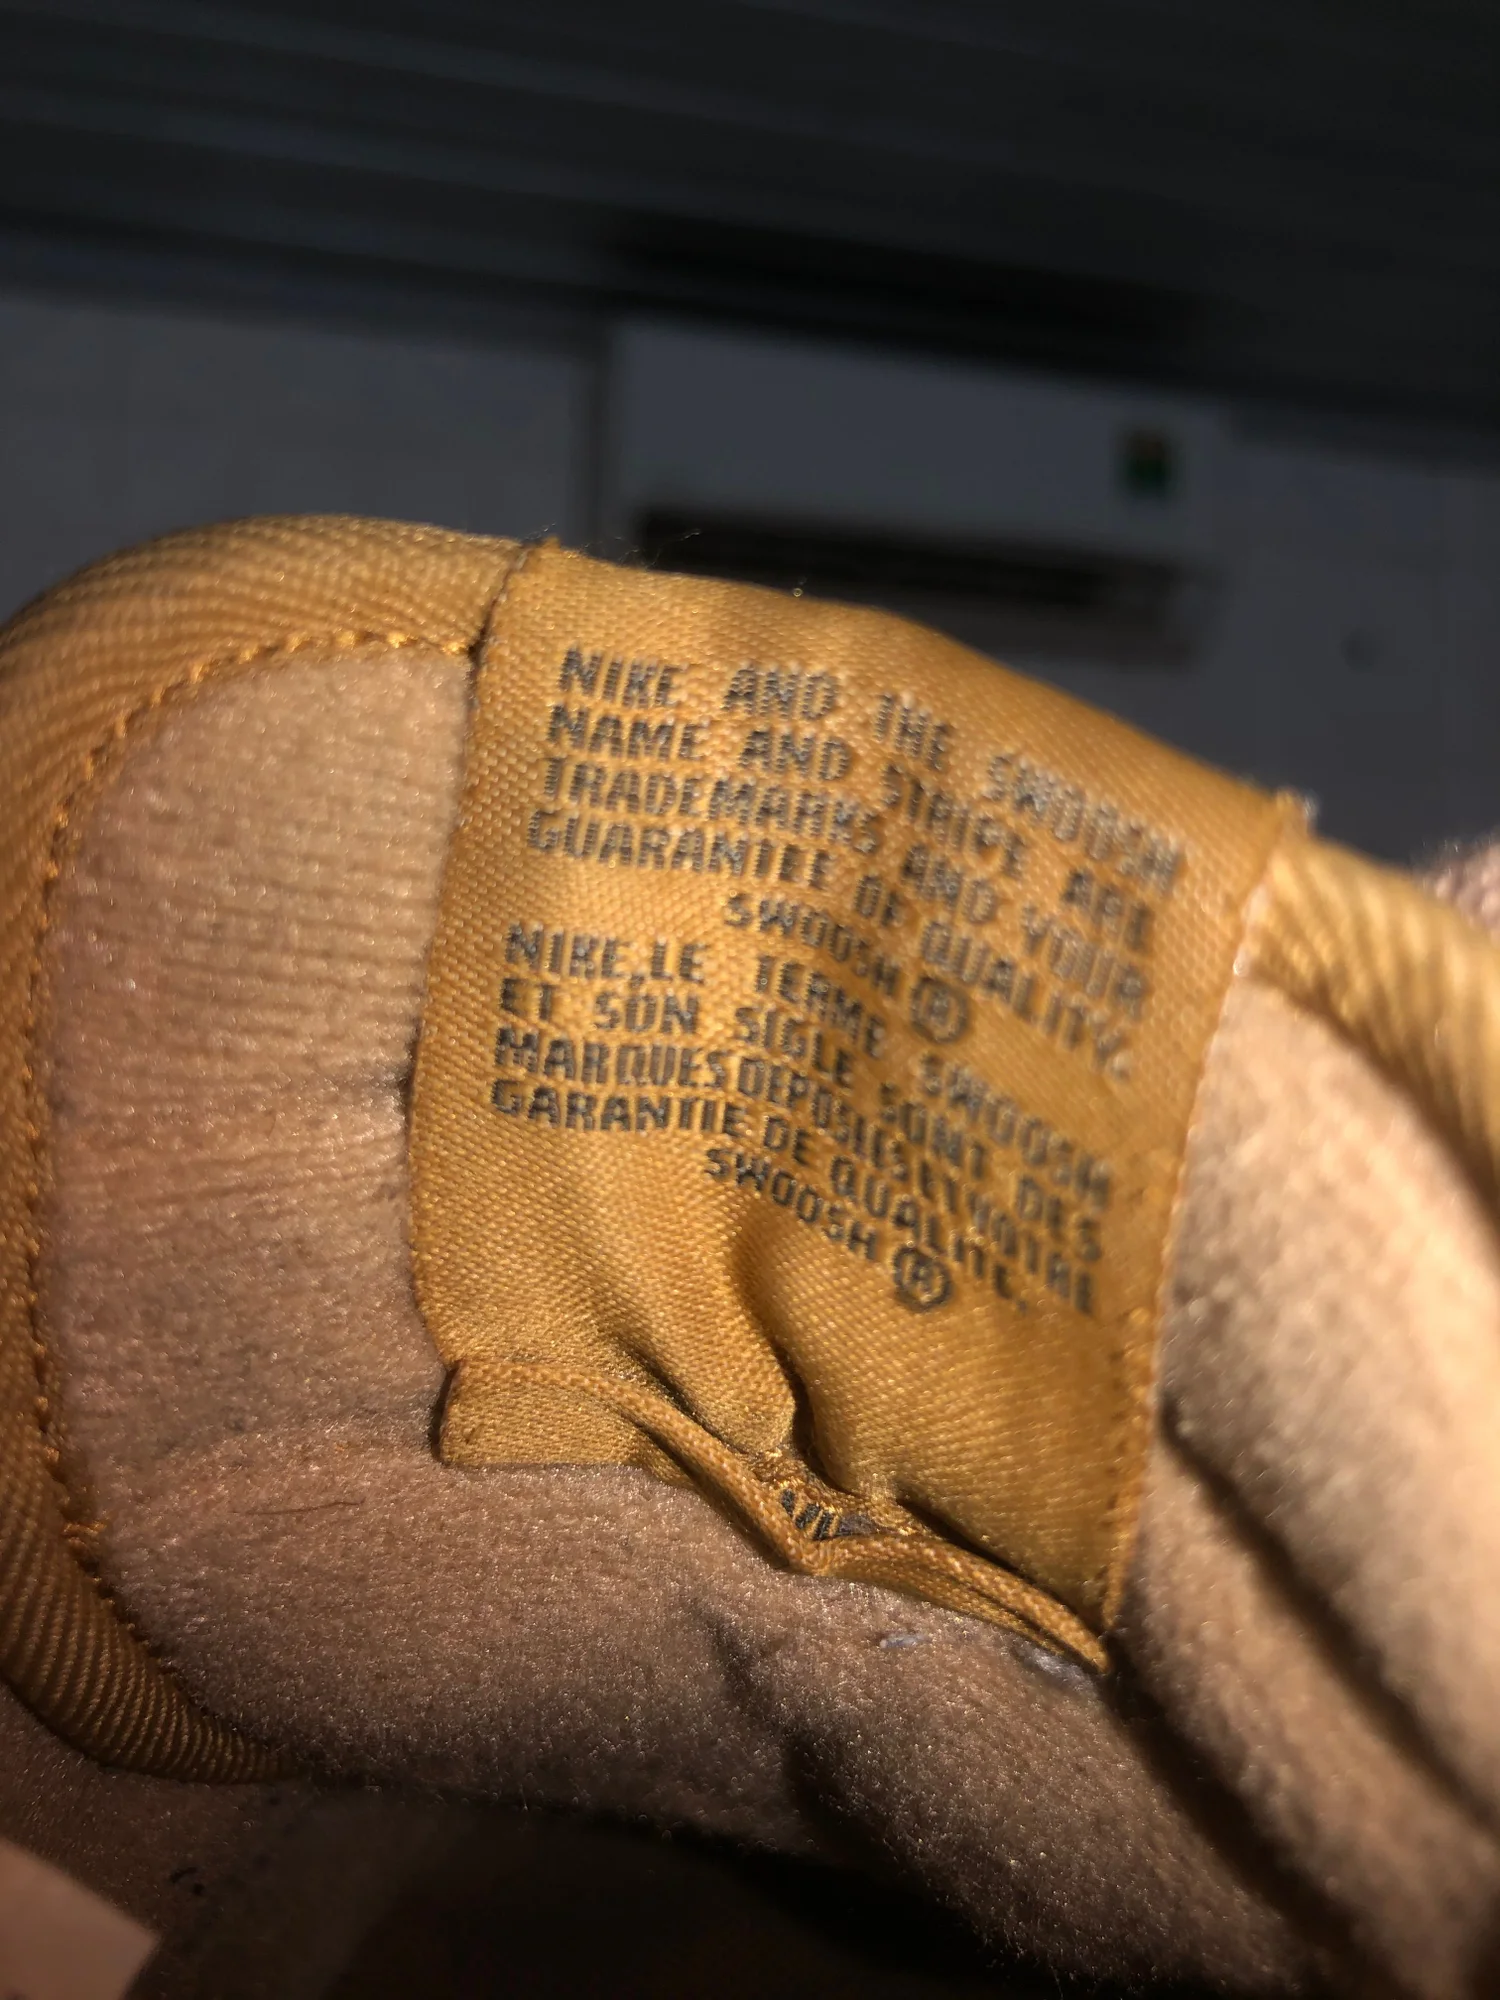 NIKE AND THE SWOOSH
NAME AND STRIPE ARE
TRADEMARKS AND YOUR
GUARANTEE OF QUALITY.
SWOOSH ®
NIKE,LE TERME SWOOSH
ET SON SIGLE SONT DES
MARQUES DEPOSEES ET VOTRE
GARANTIE DE QUALITE.
SWOOSH ®